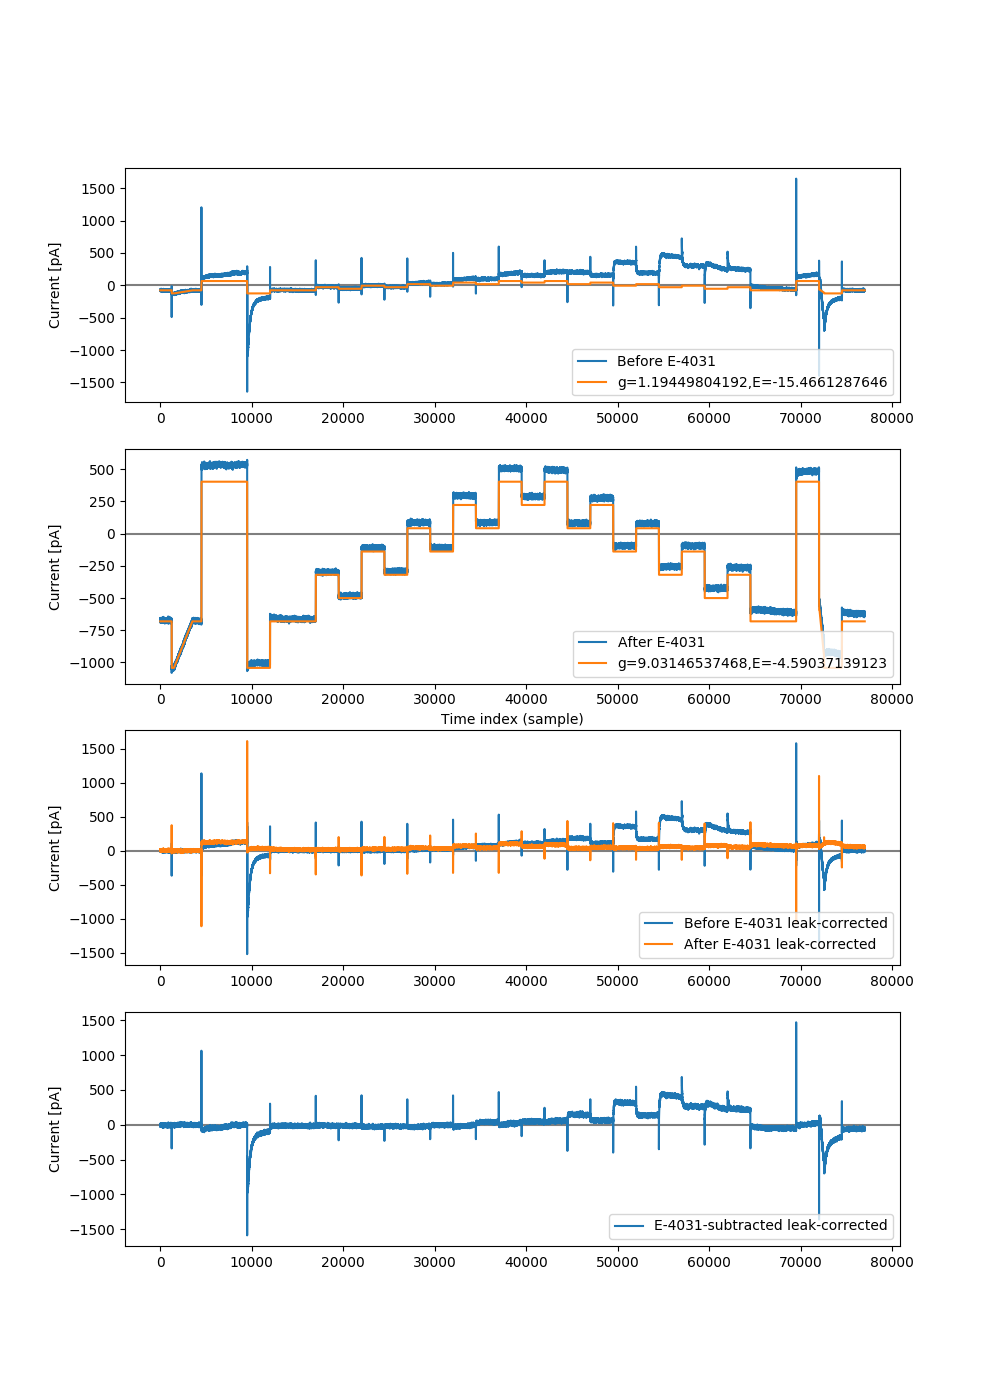 1500
1000
500
0
−500
−1000
−1500
Current [pA]
Before E-4031
g=1.19449804192,E=-15.4661287646
0 10000 20000 30000 40000 50000 60000 70000 80000
500
250
0
−250
−500
−750
−1000
Current [pA]
After E-4031
g=9.03146537468,E=-4.59037139123
0 10000 20000 30000 40000 50000 60000 70000 80000
Time index (sample)
1500
1000
500
0
−500
−1000
−1500
Current [pA]
Before E-4031 leak-corrected
After E-4031 leak-corrected
0 10000 20000 30000 40000 50000 60000 70000 80000
1500
1000
500
0
−500
−1000
−1500
Current [pA]
E-4031-subtracted leak-corrected
0 10000 20000 30000 40000 50000 60000 70000 80000